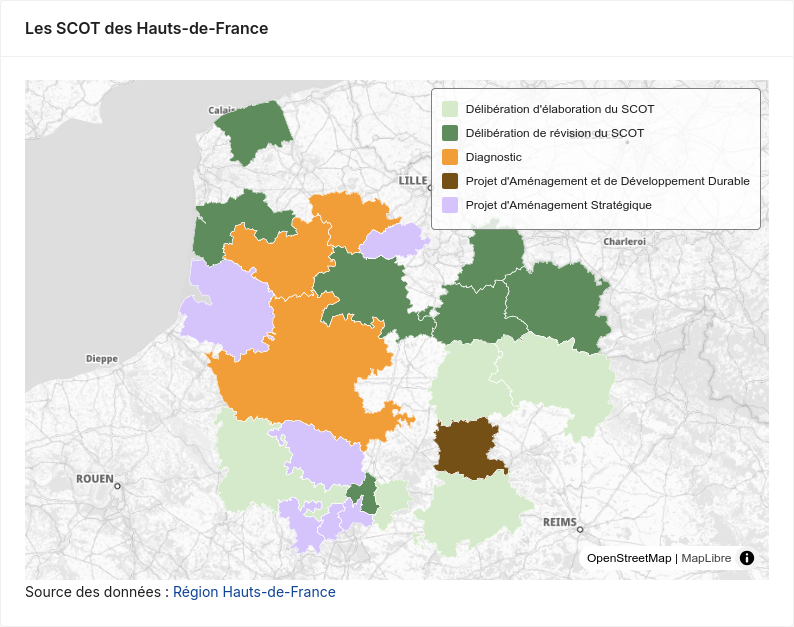 Les SCOT des Hauts-de-France
Délibération d'élaboration du SCOT
Délibération de révision du SCOT
Diagnostic
Projet d'Aménagement et de Développement Durable
Projet d'Aménagement Stratégique
Calais
LILLE
Charleroi
Dieppe
ROUEN
REIMS
OpenStreetMap | MapLibre
Source des données : Région Hauts-de-France